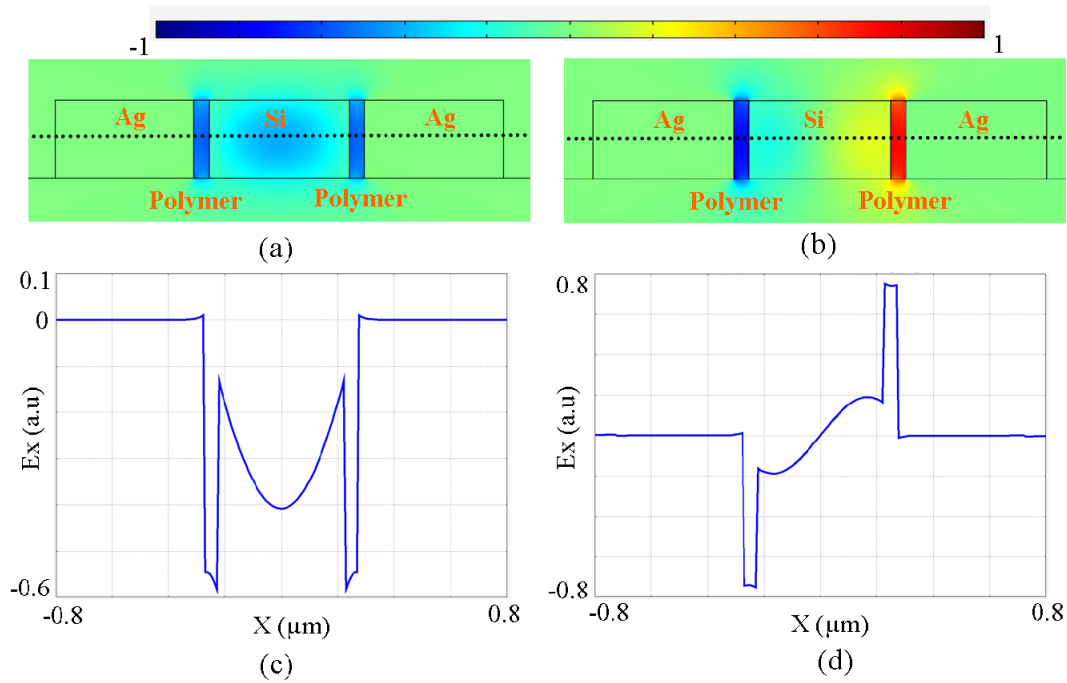 -1
1
Ag Si Ag
Polymer Polymer
(a)
Ag Si Ag
Polymer Polymer
(b)
0.1
0
-0.6
Ex (a.u)
-0.8 0.8
X (μm)
(c)
0.8
-0.8
Ex (a.u)
-0.8 0.8
X (μm)
(d)